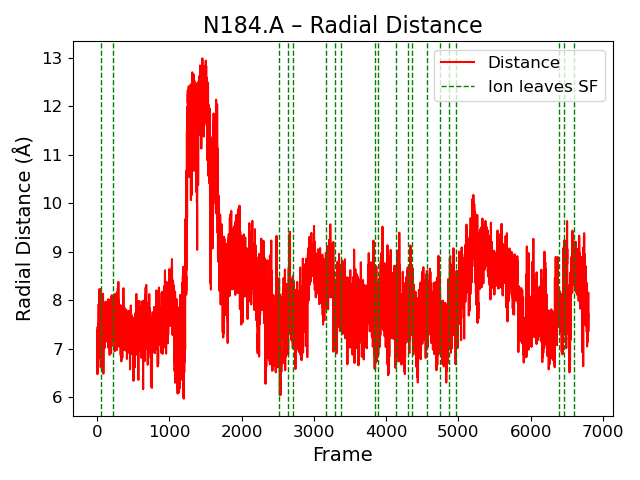 N184.A – Radial Distance
Radial Distance (Å)
13
12
11
10
9
8
7
6
Distance
Ion leaves SF
0 1000 2000 3000 4000 5000 6000 7000
Frame